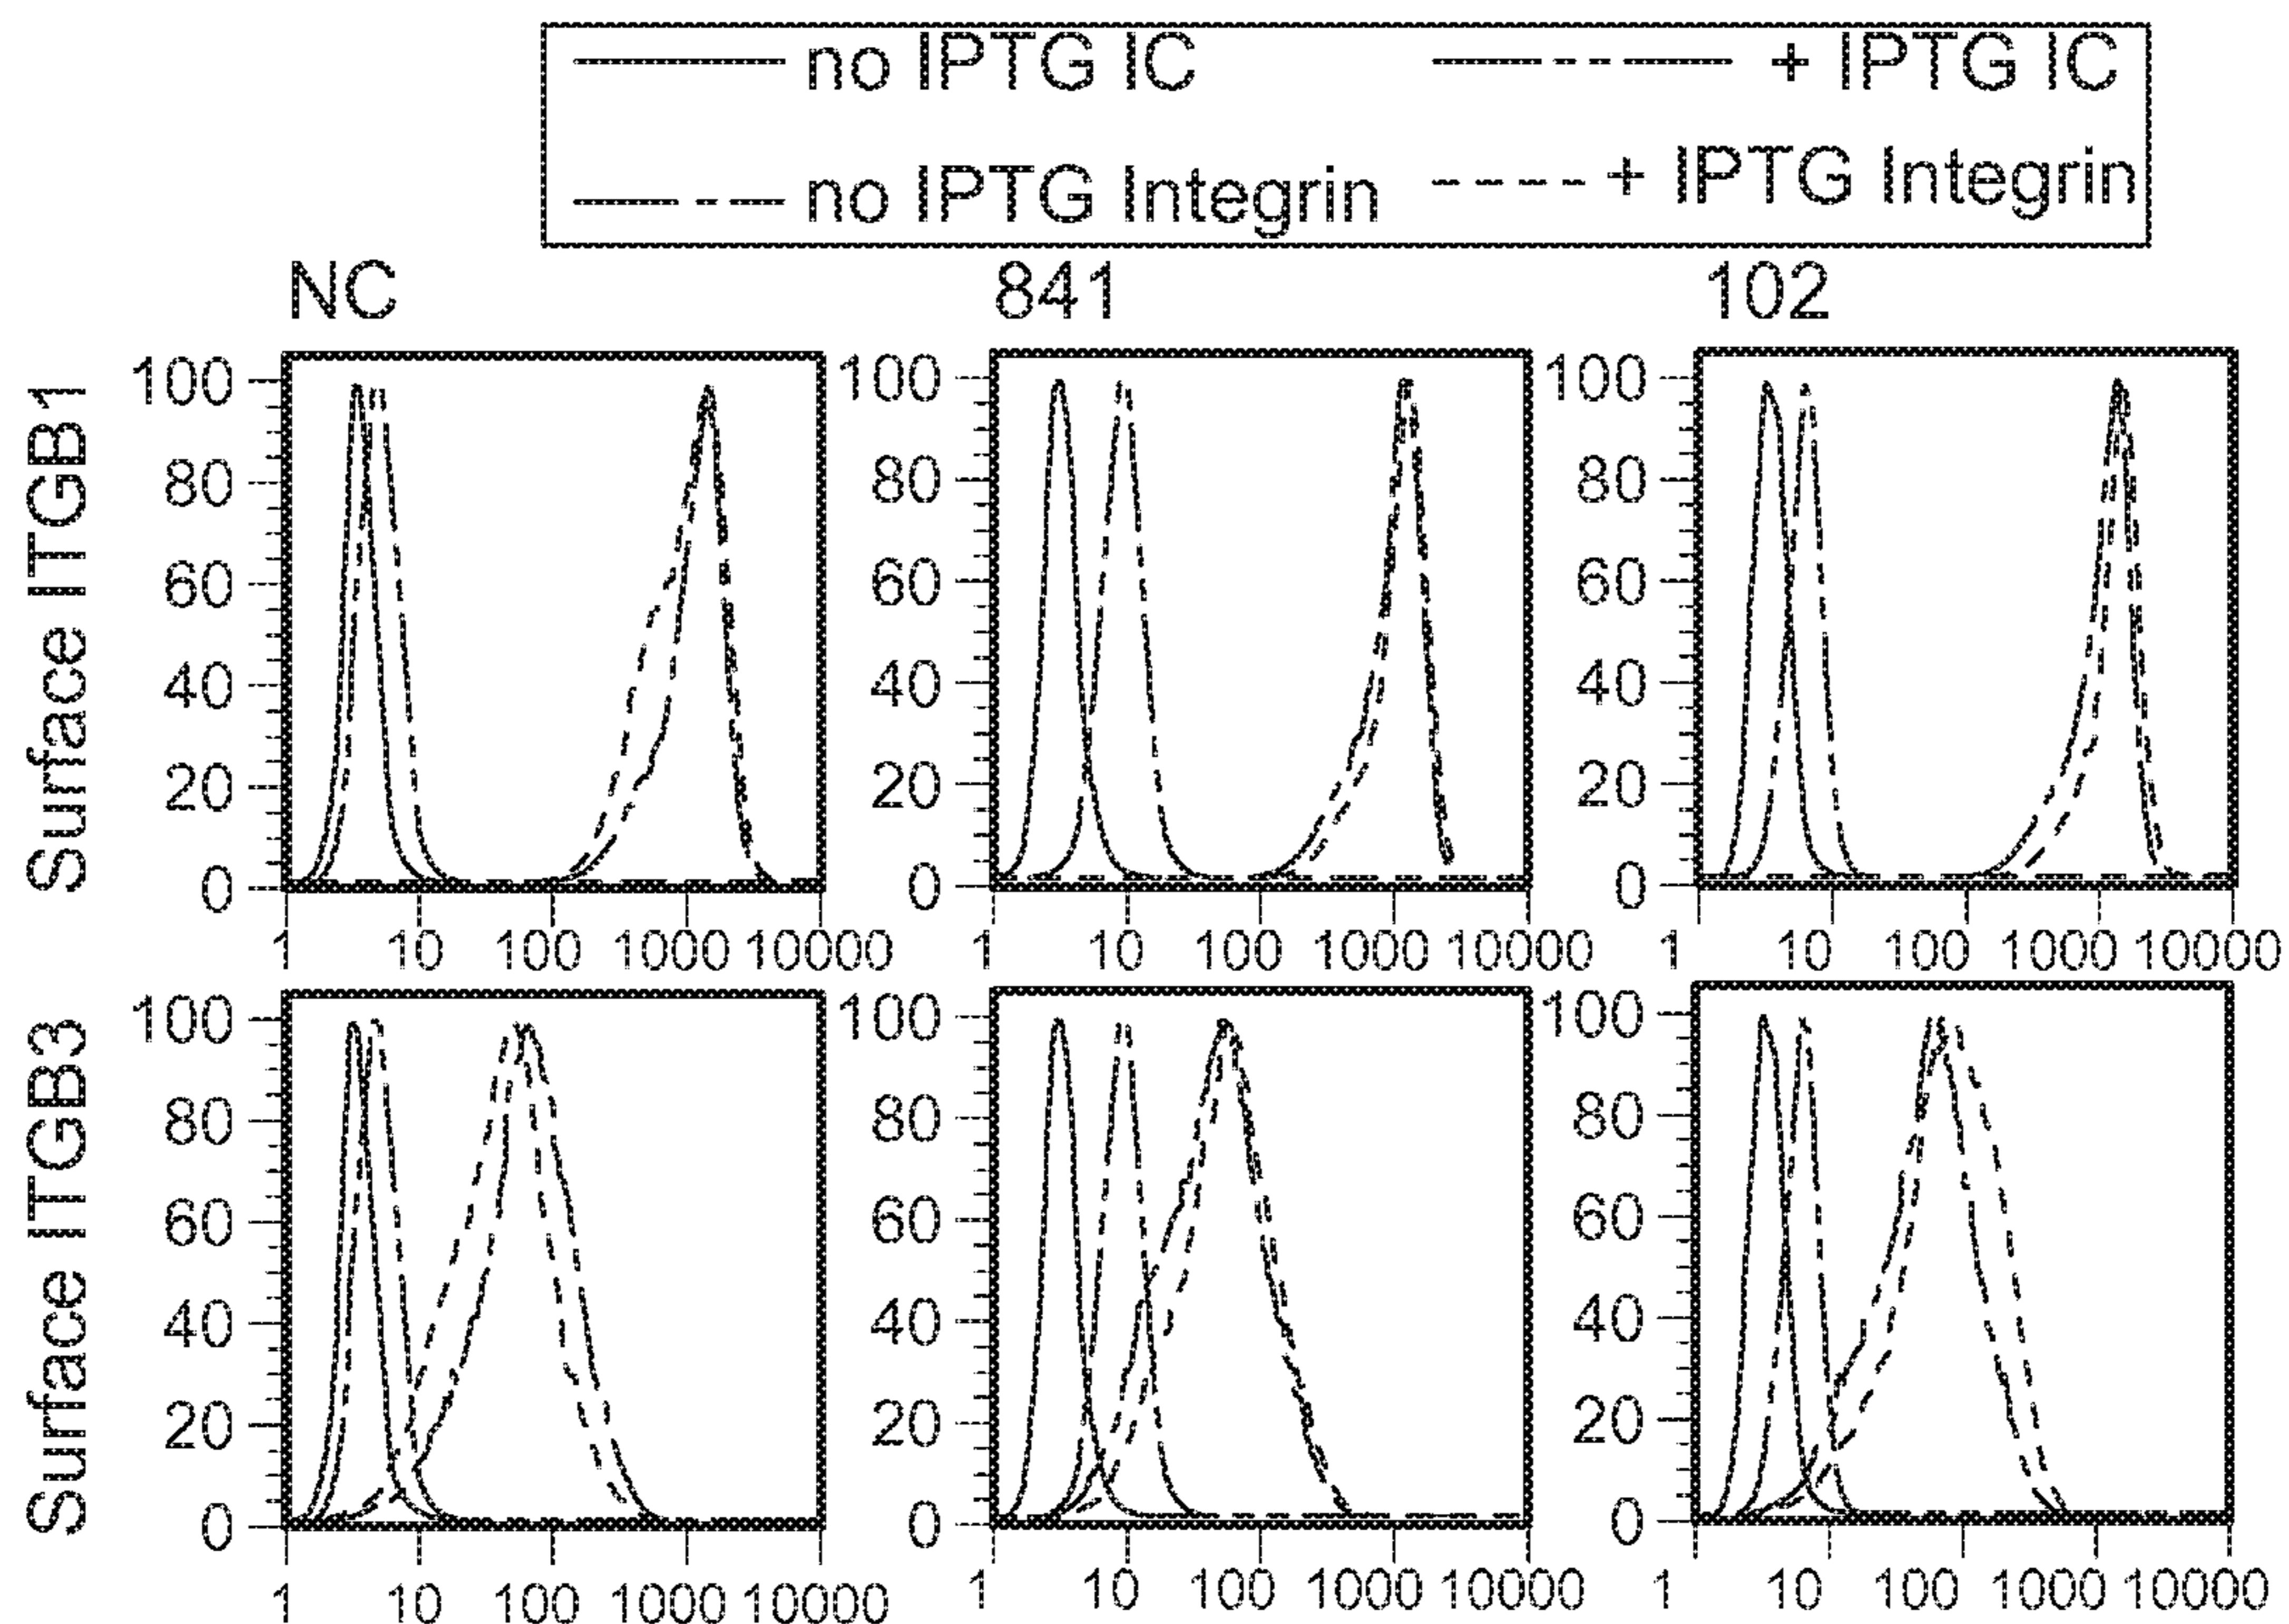 no IPTG IC + IPTG IC
no IPTG Integrin + IPTG Integrin
NC 841 102
Surface ITGB1
100 100 100
80 80 80
60 60 60
40 40 40
20 20 20
0 0 0
1 10 100 1000 10000 1 10 100 1000 10000 1 10 100 1000 10000
Surface ITGB3
100 100 100
80 80 80
60 60 60
40 40 40
20 20 20
0 0 0
1 10 100 1000 10000 1 10 100 1000 10000 1 10 100 1000 10000